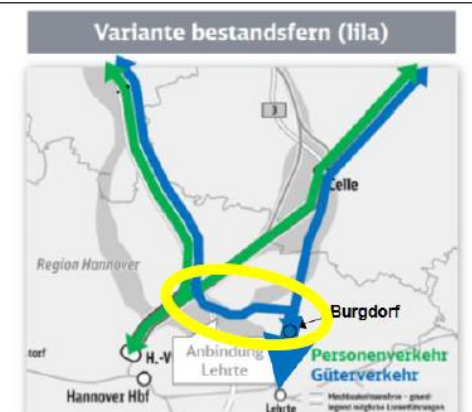 Variante bestandsfern (lila)
3
Celle
Region Hannover
Burgdorf
H.-V
Anbindung
Lehrte
Personenverkehr
Güterverkehr
Hannover Hbf
Lehrte